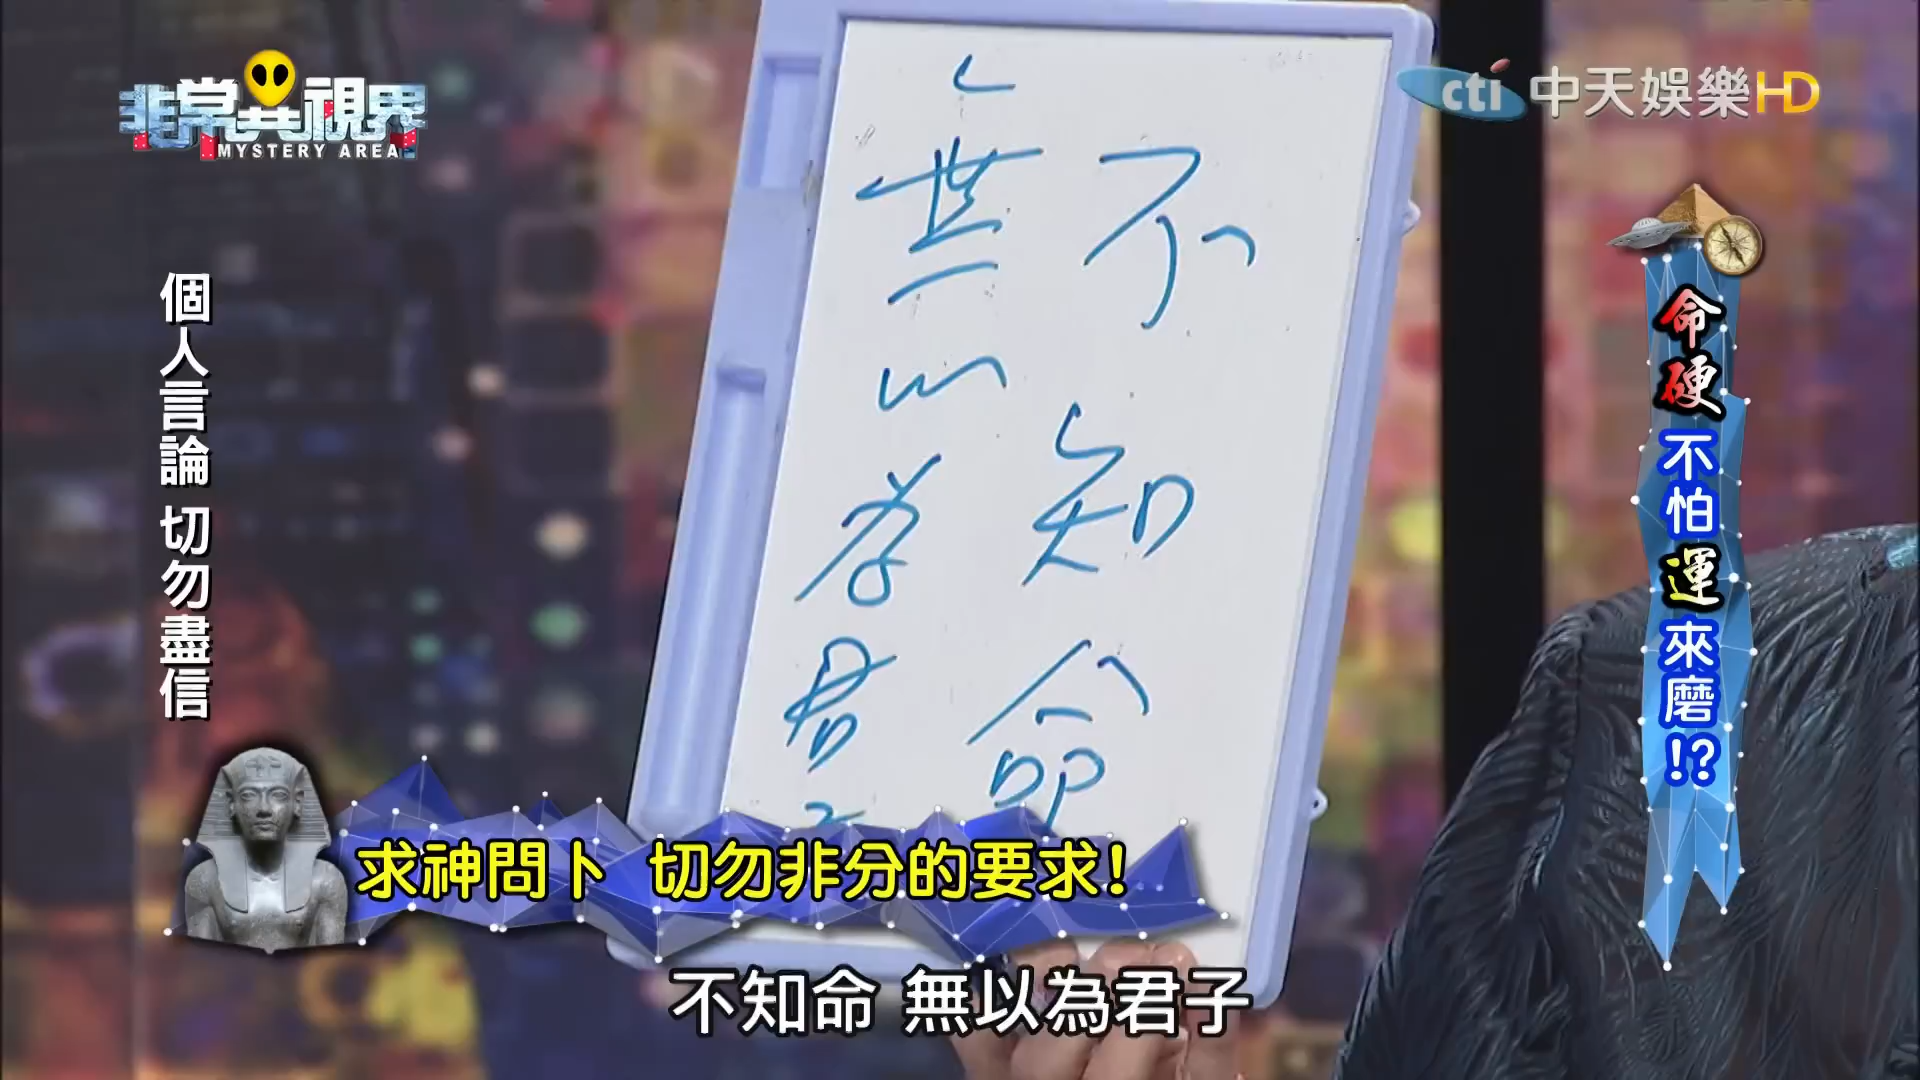 非常異視界
MYSTERY AREA
cti 中天娛樂HD
個人言論 切勿盡信
命硬不怕運來磨!?
不知命
無以為君子
求神問卜 切勿非分的要求!
不知命 無以為君子